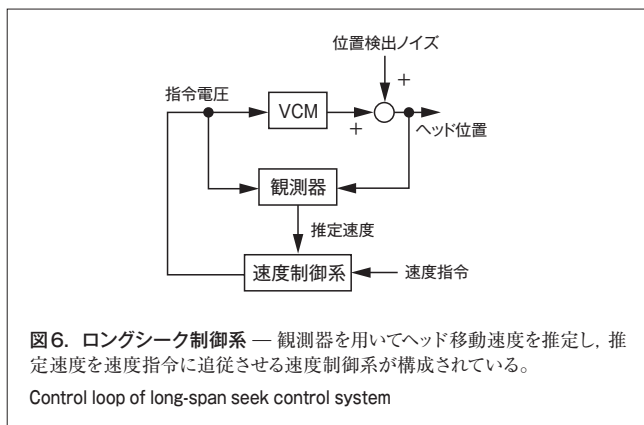 位置検出ノイズ
+
指令電圧
VCM
+
ヘッド位置
観測器
推定速度
速度制御系
速度指令
図6. ロングシーク制御系 — 観測器を用いてヘッド移動速度を推定し，推
定速度を速度指令に追従させる速度制御系が構成されている。
Control loop of long-span seek control system